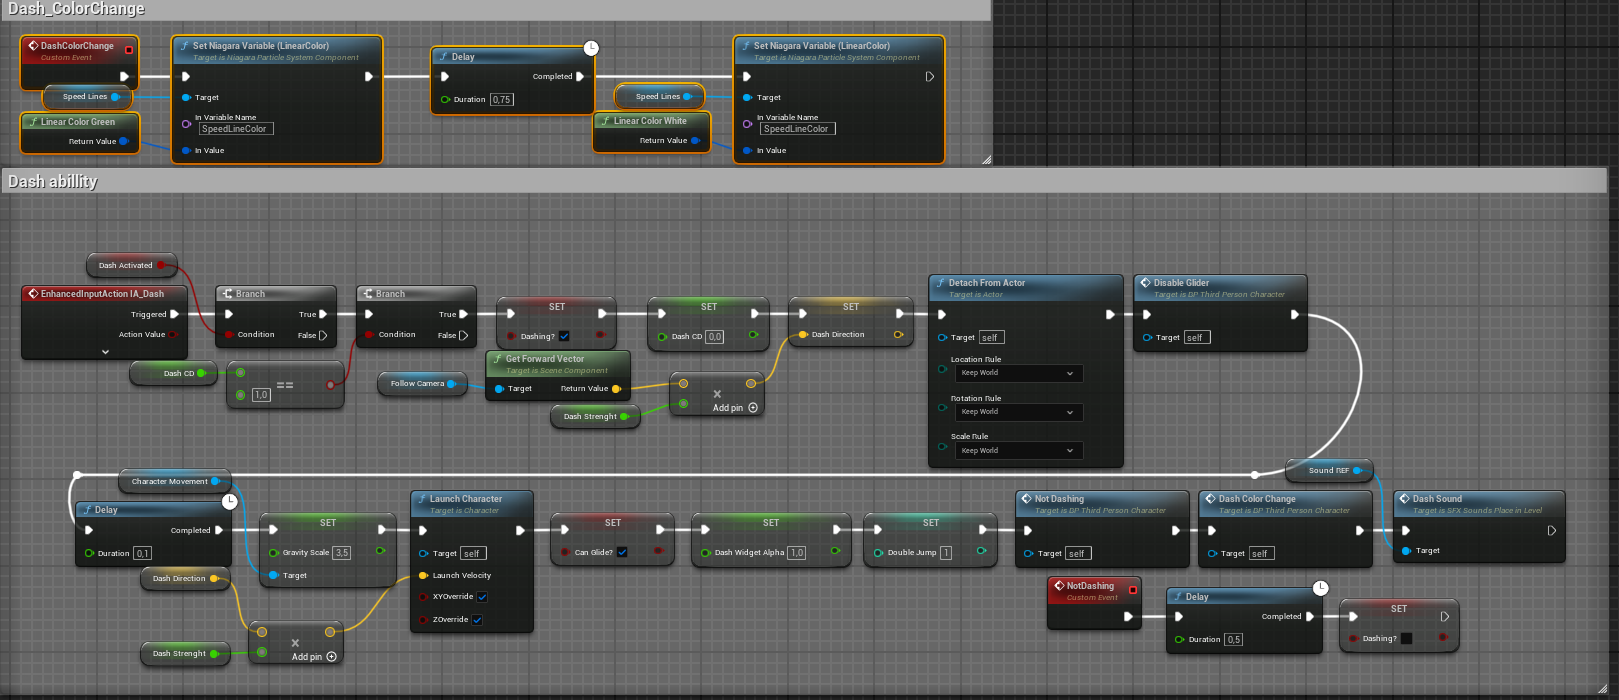 Dash_ColorChange
DashColorChange
Custom Event
Speed Lines
Linear Color Green
Return Value
Set Niagara Variable (LinearColor)
Target is Niagara Particle System Component
Target
In Variable Name
SpeedLineColor
In Value
Delay
Completed
Duration 0,75
Speed Lines
Linear Color White
Return Value
Set Niagara Variable (LinearColor)
Target is Niagara Particle System Component
Target
In Variable Name
SpeedLineColor
In Value
Dash abillity
Dash Activated
EnhancedInputAction IA_Dash
Triggered
Action Value
Dash CD
1,0 ==
Branch
True
Condition False
Branch
True
Condition False
SET
Dashing?
SET
Dash CD 0,0
SET
Dash Direction
Follow Camera
Get Forward Vector
Target is Scene Component
Target Return Value
Dash Strenght
×
Add pin
Detach From Actor
Target is Actor
Target self
Location Rule
Keep World
Rotation Rule
Keep World
Scale Rule
Keep World
Disable Glider
Target is BP Third Person Character
Target self
Character Movement
Delay
Completed
Duration 0,1
Dash Direction
Dash Strenght
×
Add pin
SET
Gravity Scale 3,5
Target
Launch Character
Target is Character
Target self
Launch Velocity
XYOverride
ZOverride
SET
Can Glide?
SET
Dash Widget Alpha 1,0
SET
Double Jump 1
Not Dashing
Target is BP Third Person Character
Target self
Dash Color Change
Target is BP Third Person Character
Target self
Sound REF
Dash Sound
Target is SFX Sounds Place in Level
Target
NotDashing
Custom Event
Delay
Completed
Duration 0,5
SET
Dashing?